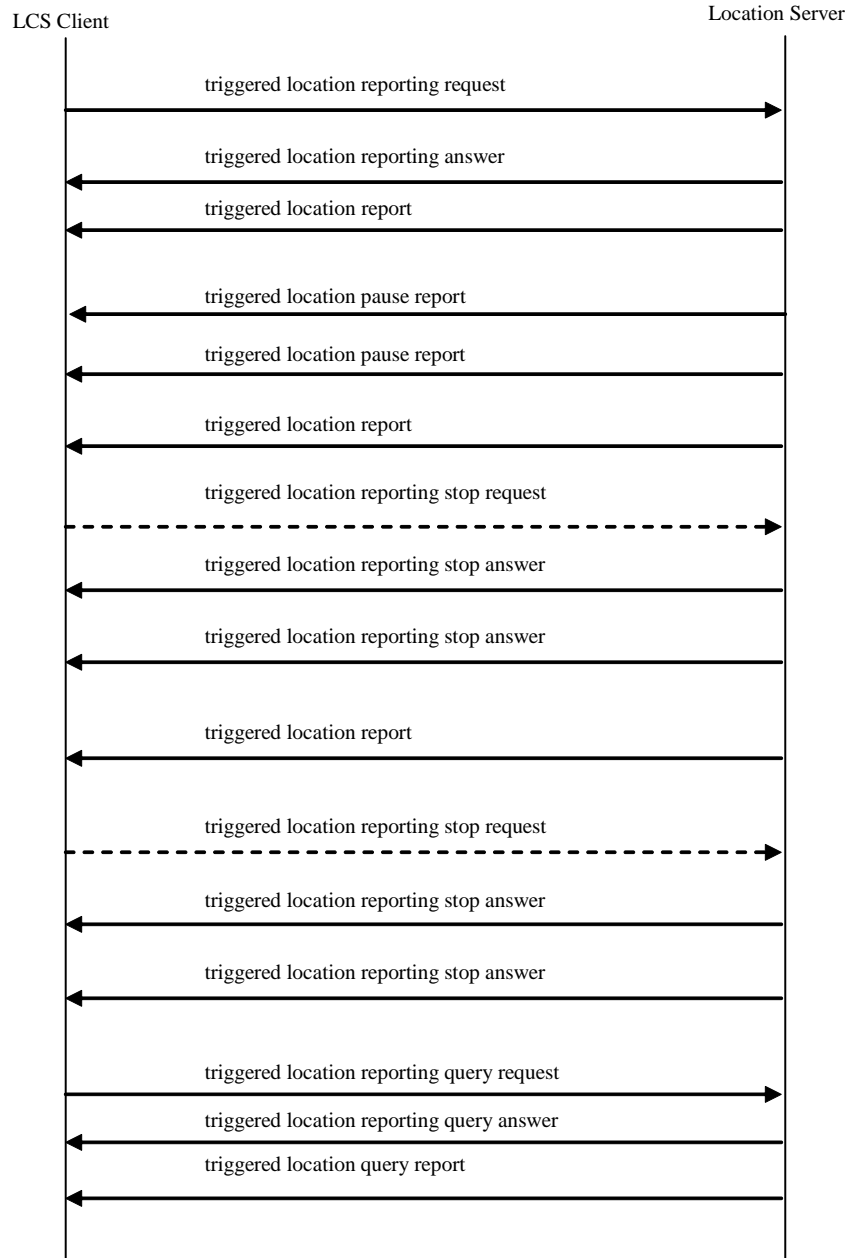 LCS Client
Location Server
triggered location reporting request
triggered location reporting answer
triggered location report
triggered location pause report
triggered location pause report
triggered location report
triggered location reporting stop request
triggered location reporting stop answer
triggered location reporting stop answer
triggered location report
triggered location reporting stop request
triggered location reporting stop answer
triggered location reporting stop answer
triggered location reporting query request
triggered location reporting query answer
triggered location query report